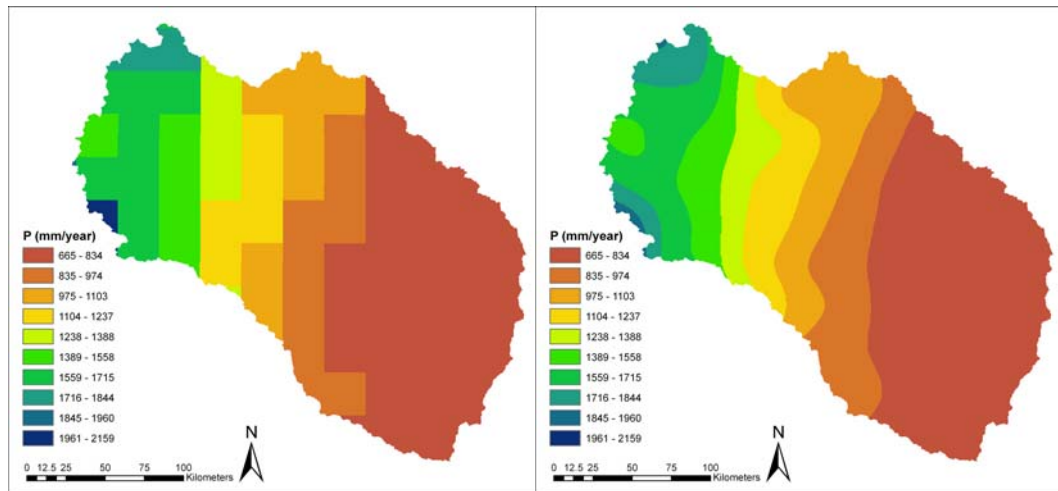 P (mm/year)
665 - 834
835 - 974
975 - 1103
1104 - 1237
1238 - 1388
1389 - 1558
1559 - 1715
1716 - 1844
1845 - 1960
1961 - 2159
N
0 12.5 25 50 75 100
Kilometers
P (mm/year)
665 - 834
835 - 974
975 - 1103
1104 - 1237
1238 - 1388
1389 - 1558
1559 - 1715
1716 - 1844
1845 - 1960
1961 - 2159
N
0 12.5 25 50 75 100
Kilometers